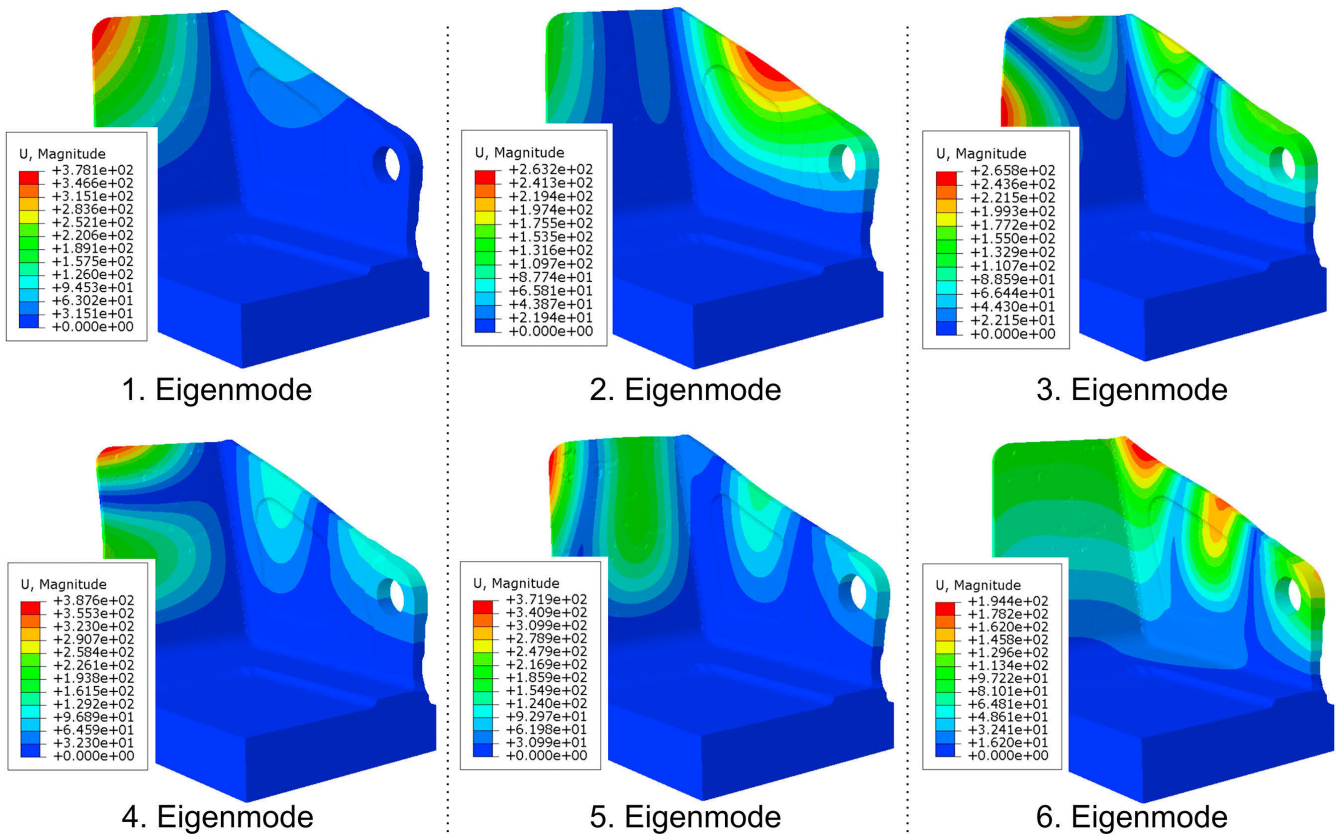 U, Magnitude
+3.781e+02
+3.466e+02
+3.151e+02
+2.836e+02
+2.521e+02
+2.206e+02
+1.891e+02
+1.575e+02
+1.260e+02
+9.453e+01
+6.302e+01
+3.151e+01
+0.000e+00
1. Eigenmode
U, Magnitude
+2.632e+02
+2.413e+02
+2.194e+02
+1.974e+02
+1.755e+02
+1.535e+02
+1.316e+02
+1.097e+02
+8.774e+01
+6.581e+01
+4.387e+01
+2.194e+01
+0.000e+00
2. Eigenmode
U, Magnitude
+2.658e+02
+2.436e+02
+2.215e+02
+1.993e+02
+1.772e+02
+1.550e+02
+1.329e+02
+1.107e+02
+8.859e+01
+6.644e+01
+4.430e+01
+2.215e+01
+0.000e+00
3. Eigenmode
U, Magnitude
+3.876e+02
+3.553e+02
+3.230e+02
+2.907e+02
+2.584e+02
+2.261e+02
+1.938e+02
+1.615e+02
+1.292e+02
+9.689e+01
+6.459e+01
+3.230e+01
+0.000e+00
4. Eigenmode
U, Magnitude
+3.719e+02
+3.409e+02
+3.099e+02
+2.789e+02
+2.479e+02
+2.169e+02
+1.859e+02
+1.549e+02
+1.240e+02
+9.297e+01
+6.198e+01
+3.099e+01
+0.000e+00
5. Eigenmode
U, Magnitude
+1.944e+02
+1.782e+02
+1.620e+02
+1.458e+02
+1.296e+02
+1.134e+02
+9.722e+01
+8.101e+01
+6.481e+01
+4.861e+01
+3.241e+01
+1.620e+01
+0.000e+00
6. Eigenmode